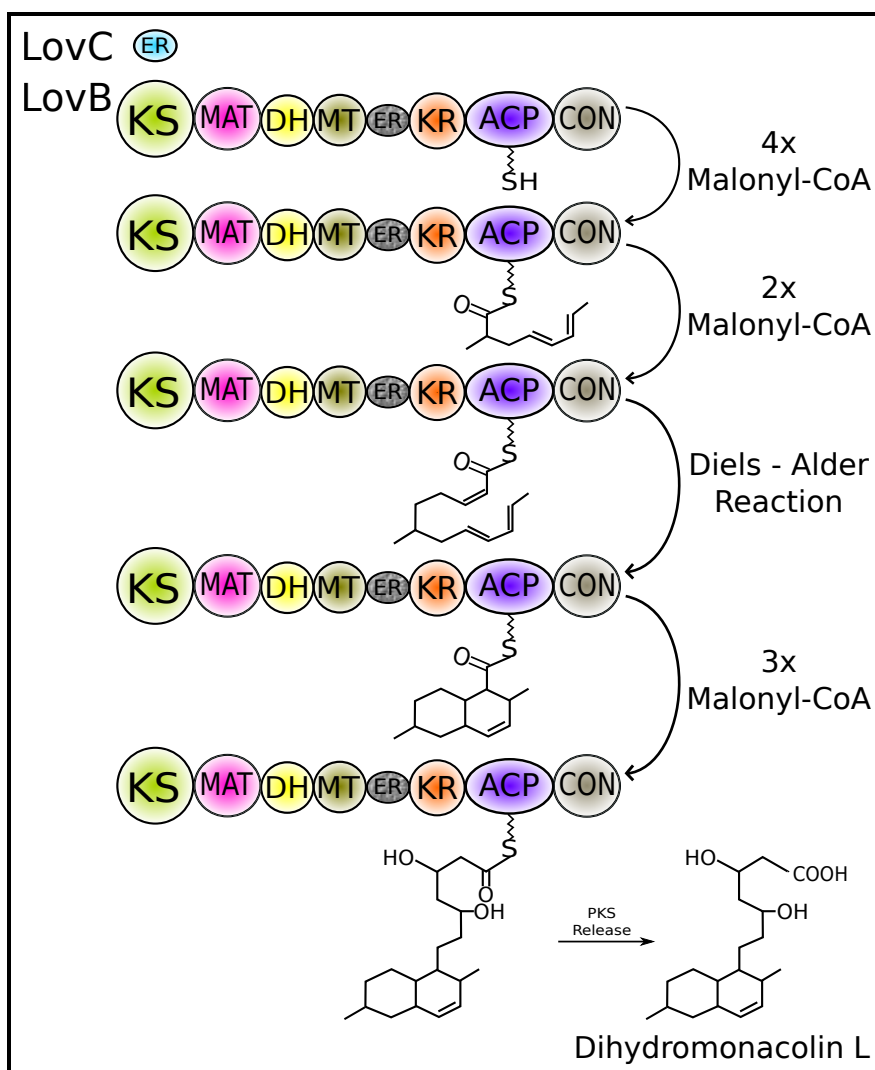 LovC ER
LovB KS MAT DH MT ER KR ACP CON
SH
4x
Malonyl-CoA
KS MAT DH MT ER KR ACP CON
S
O
2x
Malonyl-CoA
KS MAT DH MT ER KR ACP CON
S
O
Diels - Alder
Reaction
KS MAT DH MT ER KR ACP CON
S
O
3x
Malonyl-CoA
KS MAT DH MT ER KR ACP CON
S
HO
O
OH
PKS
Release
HO
COOH
OH
Dihydromonacolin L